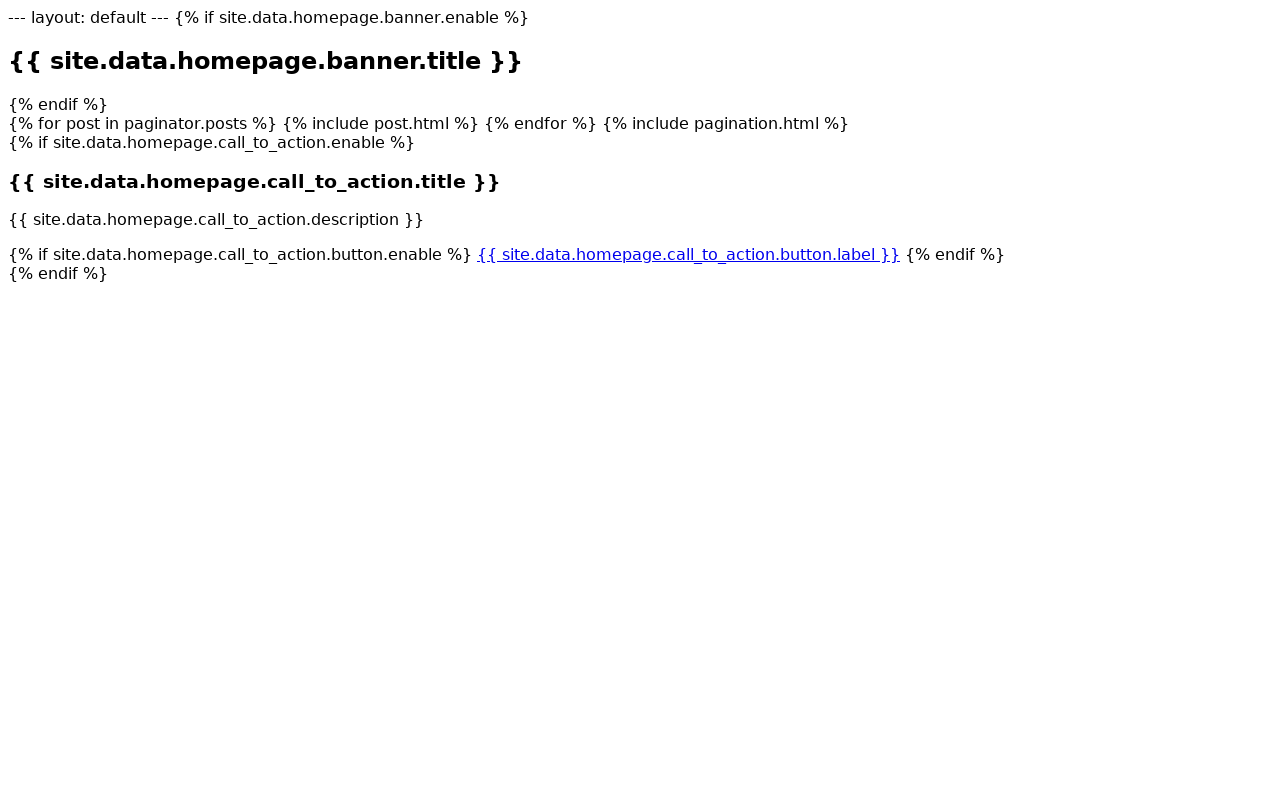 --- layout: default --- {% if site.data.homepage.banner.enable %}
{{ site.data.homepage.banner.title }}
{% endif %}
{% for post in paginator.posts %} {% include post.html %} {% endfor %} {% include pagination.html %}
{% if site.data.homepage.call_to_action.enable %}
{{ site.data.homepage.call_to_action.title }}
{{ site.data.homepage.call_to_action.description }}
{% if site.data.homepage.call_to_action.button.enable %} {{ site.data.homepage.call_to_action.button.label }} {% endif %}
{% endif %}